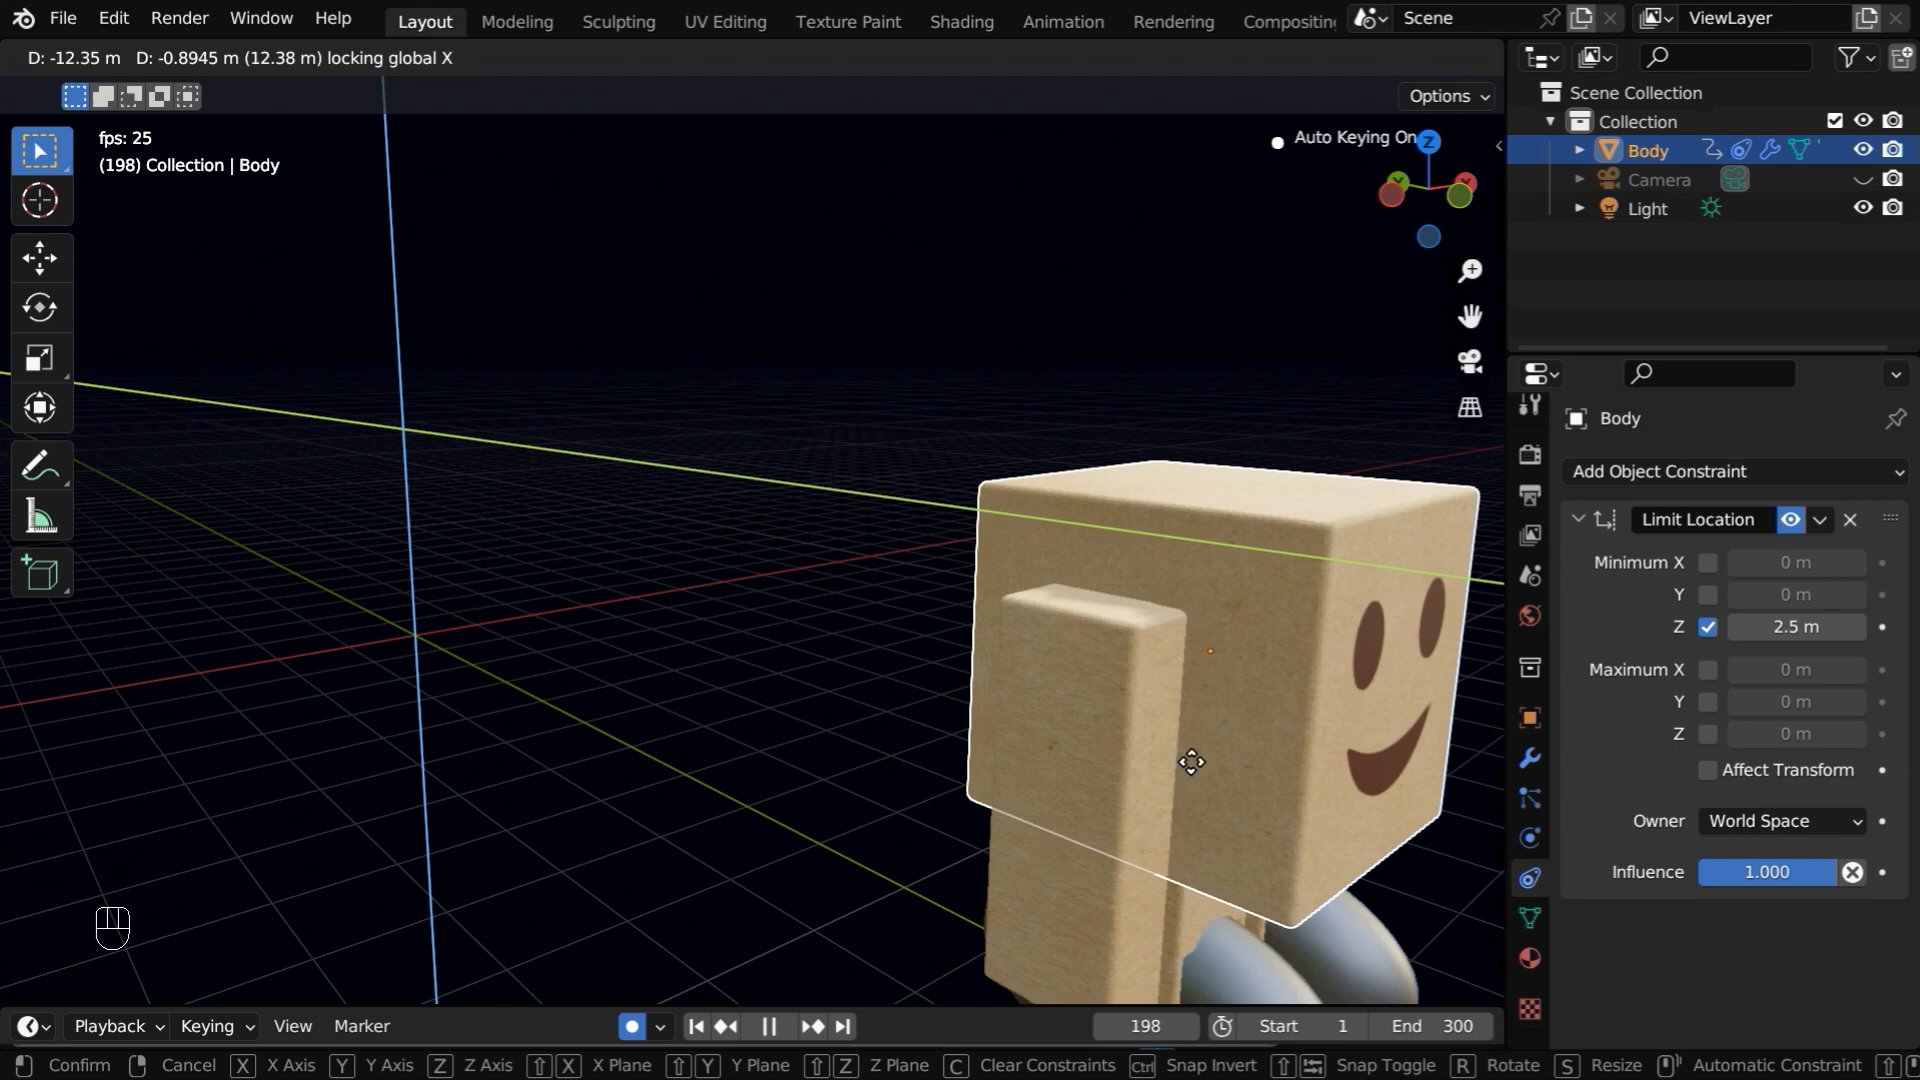 File Edit Render Window Help Layout Modeling Sculpting UV Editing Texture Paint Shading Animation Rendering Compositing Scene ViewLayer
D: -12.35 m D: -0.8945 m (12.38 m) locking global X
Options
fps: 25
(198) Collection | Body
Auto Keying On
Z
Y
X
Scene Collection
Collection
Body
Camera
Light
Body
Add Object Constraint
Limit Location
Minimum X 0 m
Y 0 m
Z 2.5 m
Maximum X 0 m
Y 0 m
Z 0 m
Affect Transform
Owner World Space
Influence 1.000
Playback Keying View Marker 198 Start 1 End 300
Confirm Cancel X X Axis Y Y Axis Z Z Axis X X Plane Y Y Plane Z Z Plane C Clear Constraints Ctrl Snap Invert Snap Toggle R Rotate S Resize Automatic Constraint